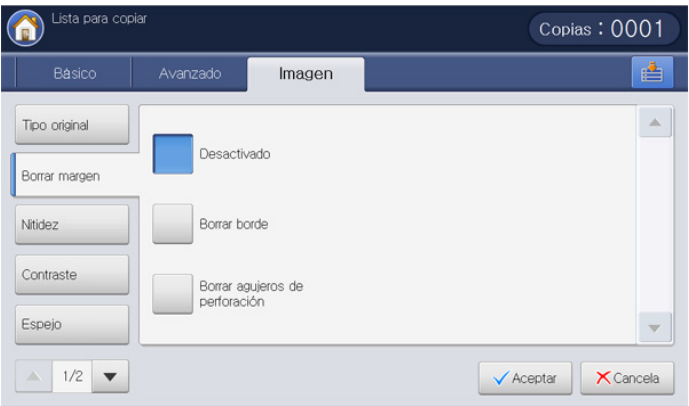 Lista para copiar
Copias : 0001
Básico
Avanzado
Imagen
Tipo original
Borrar margen
Nitidez
Contraste
Espejo
1/2
Desactivado
Borrar borde
Borrar agujeros de
perforación
Aceptar
Cancela